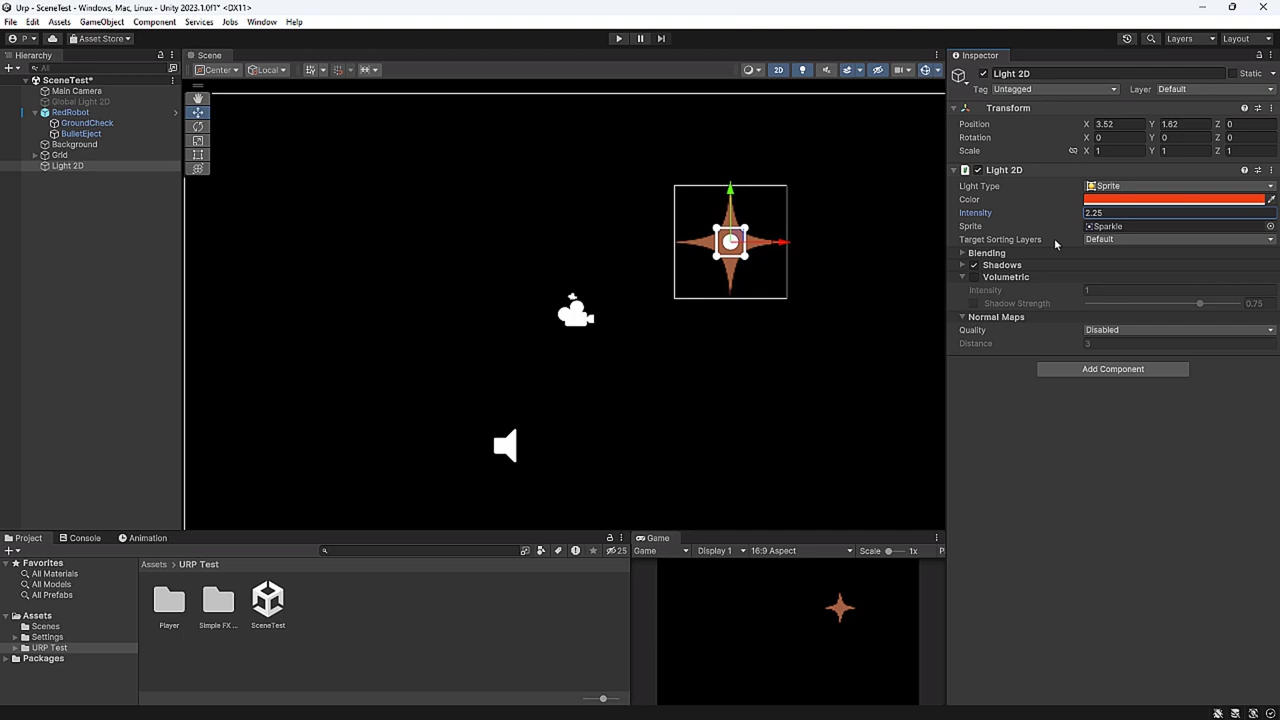 Urp - SceneTest - Windows, Mac, Linux - Unity 2023.1.0f1* <DX11>
File Edit Assets GameObject Component Services Jobs Window Help
P Asset Store Layers Layout
Hierarchy Scene Inspector
All Center Local 2D
SceneTest* Light 2D Static
Main Camera Tag Untagged Layer Default
Global Light 2D
RedRobot Transform
GroundCheck Position X 3.52 Y 1.62 Z 0
BulletEject Rotation X 0 Y 0 Z 0
Background Scale X 1 Y 1 Z 1
Grid
Light 2D
Light 2D
Light Type Sprite
Color
Intensity 2.25
Sprite Sparkle
Target Sorting Layers Default
Blending
Shadows
Volumetric
Intensity 1
Shadow Strength 0.75
Normal Maps
Quality Disabled
Distance 3
Add Component
Project Console Animation Game
25 Game Display 1 16:9 Aspect Scale 1x P
Favorites Assets > URP Test
All Materials
All Models
All Prefabs
Assets
Scenes Player Simple FX ... SceneTest
Settings
URP Test
Packages